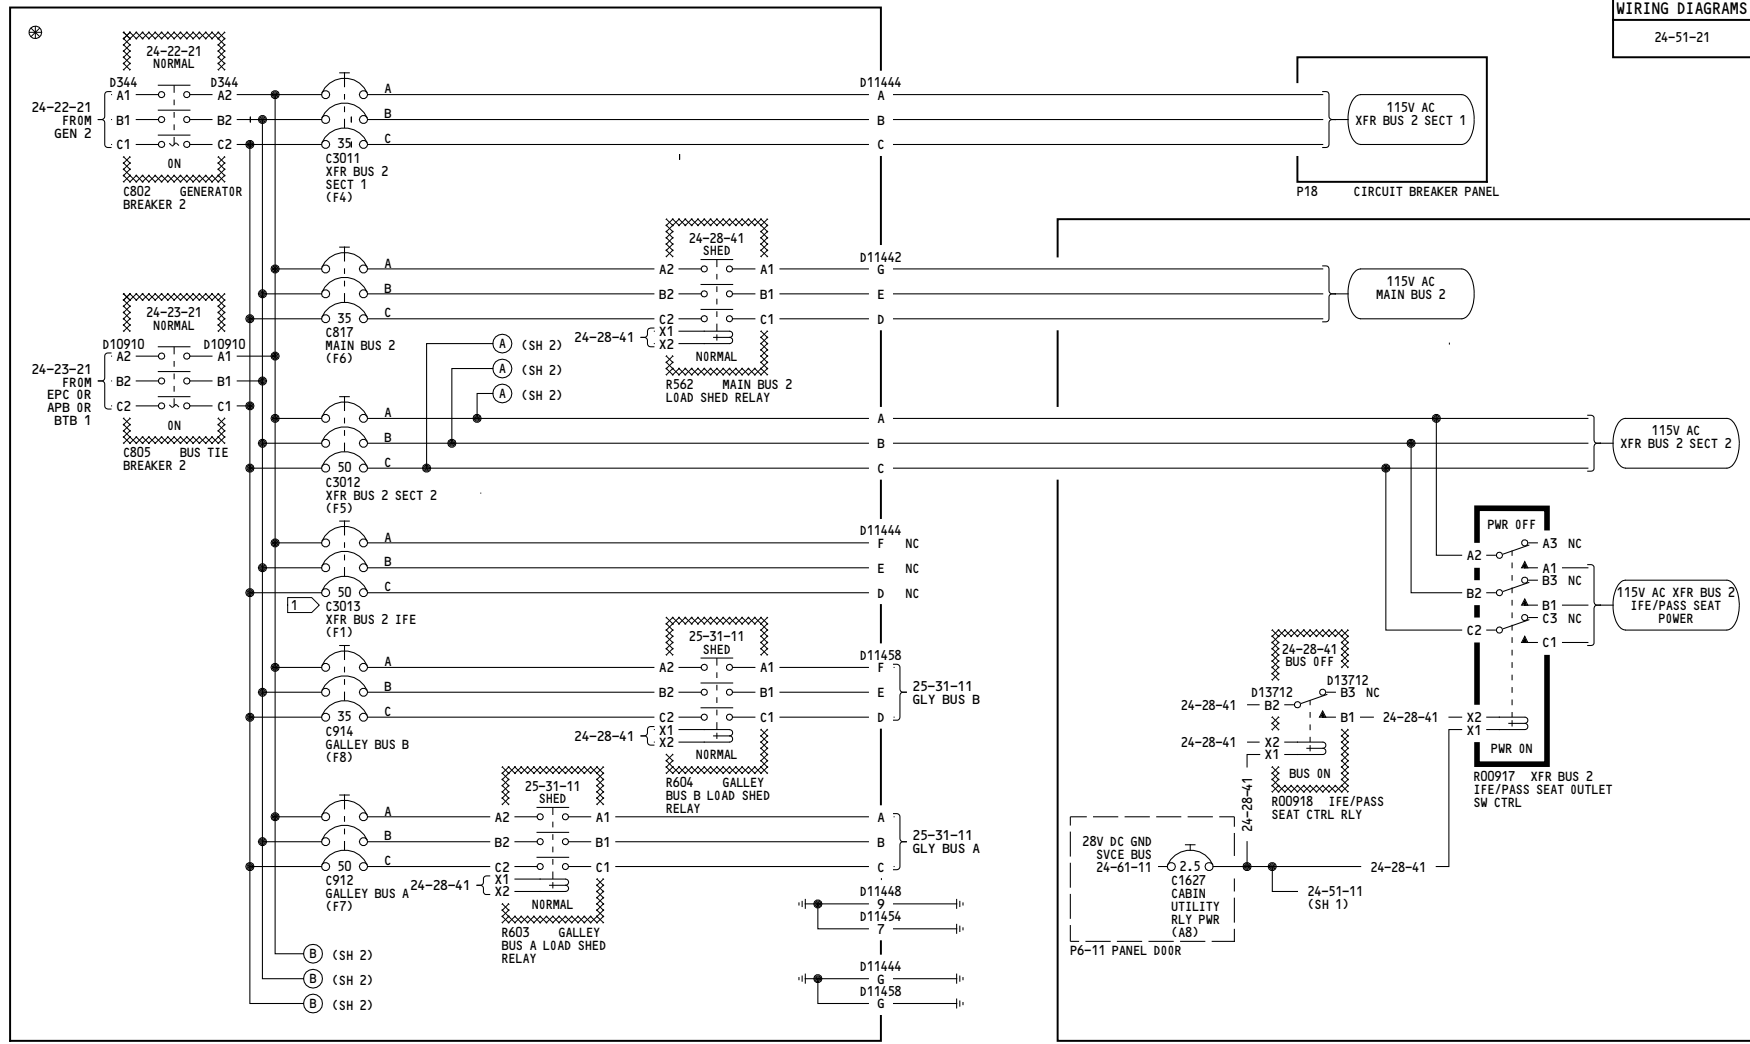 WIRING DIAGRAMS
24-51-21
24-22-21
NORMAL
D344
D344
A1
A2
24-22-21
FROM
GEN 2
B1
B2
C1
C2
ON
C802 GENERATOR
BREAKER 2
A
B
35
C
C3011
XFR BUS 2
SECT 1
(F4)
D11444
A
B
C
115V AC
XFR BUS 2 SECT 1
P18 CIRCUIT BREAKER PANEL
A
B
35
C
C817
MAIN BUS 2
(F6)
24-28-41
SHED
A2
A1
B2
B1
C2
C1
24-28-41
X1
X2
NORMAL
R562 MAIN BUS 2
LOAD SHED RELAY
D11442
G
E
D
115V AC
MAIN BUS 2
24-23-21
NORMAL
D10910
D10910
A2
A1
24-23-21
FROM
EPC OR
APB OR
BTB 1
B2
B1
C2
C1
ON
C805 BUS TIE
BREAKER 2
A (SH 2)
A (SH 2)
A (SH 2)
A
B
50
C
C3012
XFR BUS 2 SECT 2
(F5)
A
B
C
115V AC
XFR BUS 2 SECT 2
A
B
50
C
1
C3013
XFR BUS 2 IFE
(F1)
D11444
F NC
E NC
D NC
PWR OFF
A2
A3 NC
A1
B2
B3 NC
B1
C2
C3 NC
C1
X2
X1
PWR ON
R00917 XFR BUS 2
IFE/PASS SEAT OUTLET
SW CTRL
115V AC XFR BUS 2
IFE/PASS SEAT
POWER
A
B
35
C
C914
GALLEY BUS B
(F8)
25-31-11
SHED
A2
A1
B2
B1
C2
C1
24-28-41
X1
X2
NORMAL
R604 GALLEY
BUS B LOAD SHED
RELAY
D11458
F
E
D
25-31-11
GLY BUS B
24-28-41
BUS OFF
D13712
D13712
24-28-41
B2
B3 NC
B1
24-28-41
24-28-41
X2
X1
BUS ON
R00918 IFE/PASS
SEAT CTRL RLY
24-28-41
A
B
50
C
C912
GALLEY BUS A
(F7)
25-31-11
SHED
A2
A1
B2
B1
C2
C1
24-28-41
X1
X2
NORMAL
R603 GALLEY
BUS A LOAD SHED
RELAY
A
B
C
25-31-11
GLY BUS A
28V DC GND
SVCE BUS
24-61-11
2.5
C1627
CABIN
UTILITY
RLY PWR
(A8)
P6-11 PANEL DOOR
24-28-41
24-51-11
(SH 1)
D11448
9
D11454
7
D11444
G
D11458
G
B (SH 2)
B (SH 2)
B (SH 2)